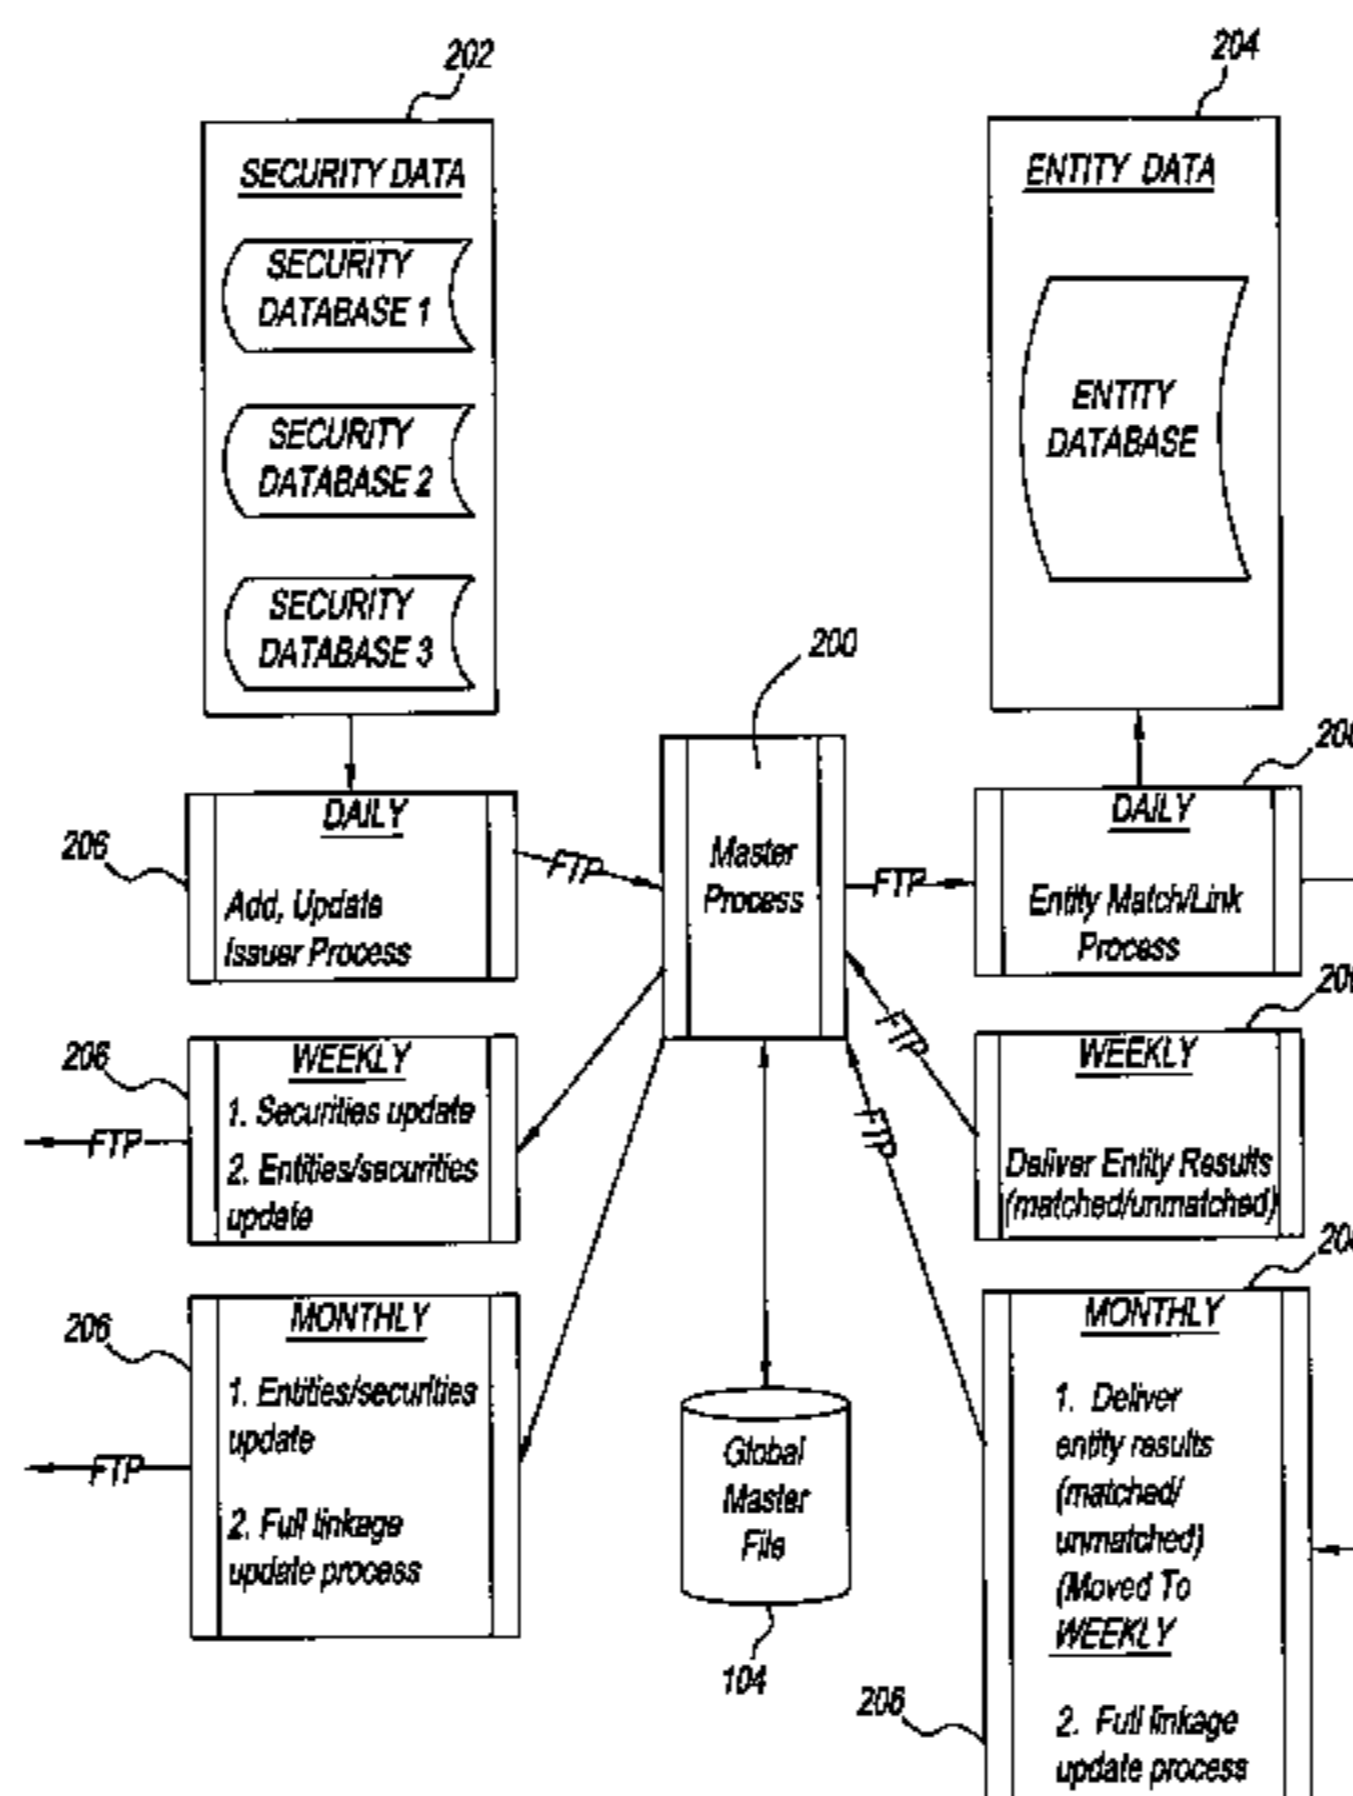 202
204
SECURITY DATA
SECURITY
DATABASE 1
SECURITY
DATABASE 2
SECURITY
DATABASE 3
ENTITY DATA
ENTITY
DATABASE
200
Master
Process
206
DAILY
Add, Update
Issuer Process
FTP
FTP
DAILY
Entity Match/Link
Process
206
WEEKLY
1. Securities update
2. Entities/securities
update
FTP
FTP
FTP
WEEKLY
Deliver Entity Results
(matched/unmatched)
206
MONTHLY
1. Entities/securities
update
2. Full linkage
update process
FTP
Global
Master
File
104
MONTHLY
1. Deliver
entity results
(matched/
unmatched)
(Moved To
WEEKLY
2. Full linkage
update process
206